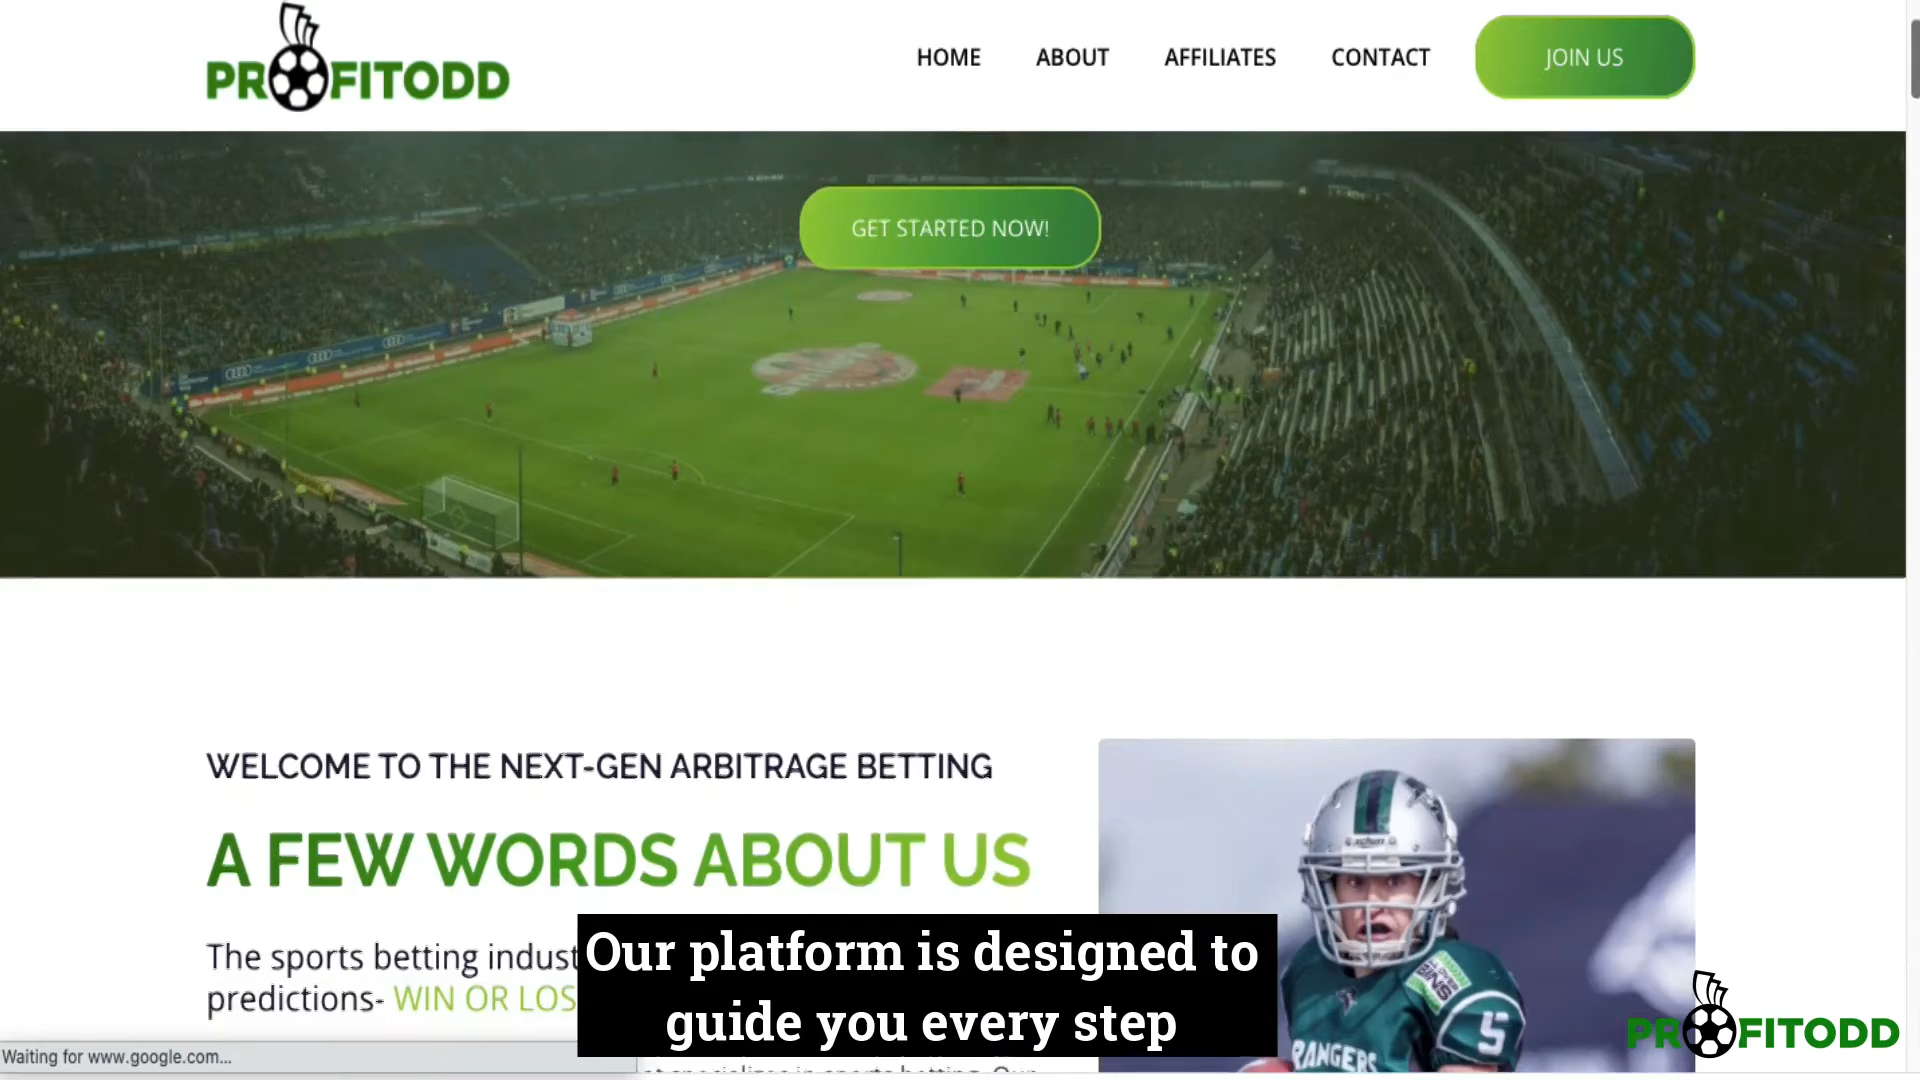 PROFITODD
HOME
ABOUT
AFFILIATES
CONTACT
JOIN US
GET STARTED NOW!
WELCOME TO THE NEXT-GEN ARBITRAGE BETTING
A FEW WORDS ABOUT US
The sports betting indust
predictions- WIN OR LOS
Our platform is designed to
guide you every step
RANGERS
5
PROFITODD
Waiting for www.google.com...